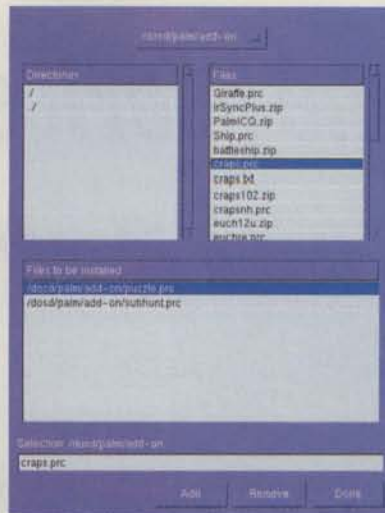 /dosd/palm/add-on
Directories
Files
./
../
Giraffe.prc
IrSyncPlus.zip
PalmICQ.zip
Ship.prc
battleship.zip
craps.prc
craps.txt
craps102.zip
crapsnh.prc
euch12u.zip
euchre.prc
Files to be installed
/dosd/palm/add-on/puzzle.prc
/dosd/palm/add-on/subhunt.prc
Selection: /dosd/palm/add-on
craps.prc
Add
Remove
Done